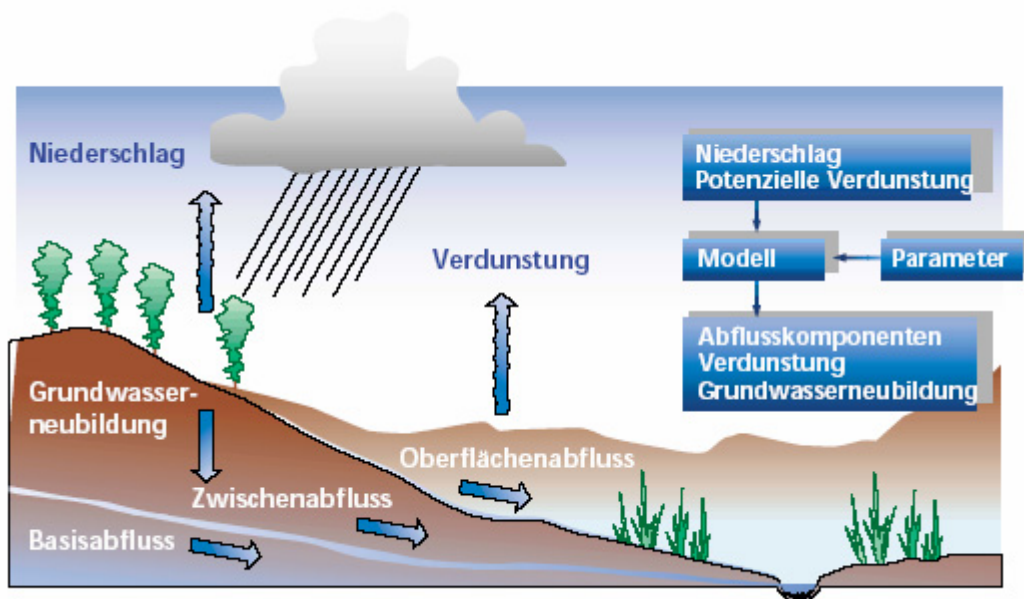 Niederschlag
Verdunstung
Grundwasser-
neubildung
Oberflächenabfluss
Zwischenabfluss
Basisabfluss
Niederschlag
Potenzielle Verdunstung
Modell
Parameter
Abflusskomponenten
Verdunstung
Grundwasserneubildung